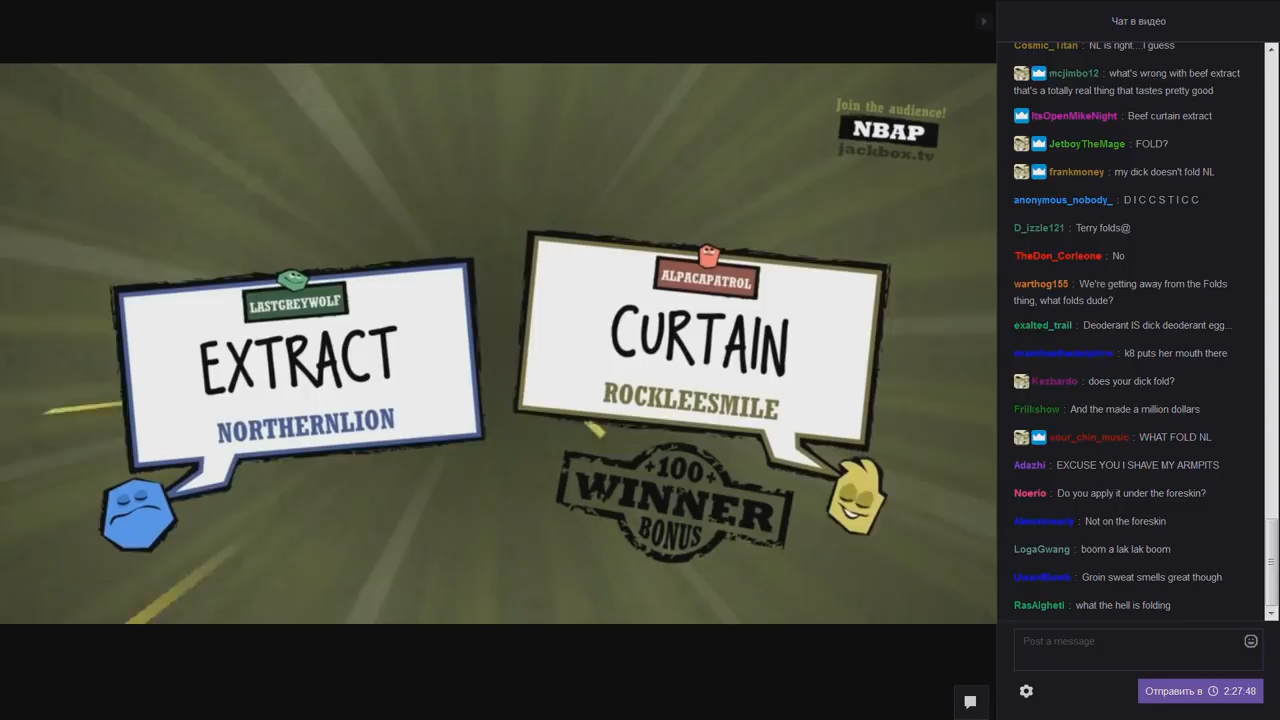 Join the audience!
NBAP
jackbox.tv
LASTGREYWOLF
EXTRACT
NORTHERNLION
ALPACAPATROL
CURTAIN
ROCKLEESMILE
+100+
WINNER
BONUS
Чат в видео
Cosmic_Titan : NL is right...I guess
mcjimbo12 : what's wrong with beef extract
that's a totally real thing that tastes pretty good
ItsOpenMikeNight : Beef curtain extract
JetboyTheMage : FOLD?
frankmoney : my dick doesn't fold NL
anonymous_nobody_ : D I C C S T I C C
D_izzle121 : Terry folds@
TheDon_Corleone : No
warthog155 : We're getting away from the Folds
thing, what folds dude?
exalted_trail : Deodorant IS dick deodorant egg...
: k8 puts her mouth there
Kezbardo : does your dick fold?
Friikshow : And the made a million dollars
sour_chin_music : WHAT FOLD NL
Adazhi : EXCUSE YOU I SHAVE MY ARMPITS
Noerio : Do you apply it under the foreskin?
: Not on the foreskin
LogaGwang : boom a lak lak boom
: Groin sweat smells great though
RasAlgheti : what the hell is folding
Post a message
Отправить в 2:27:48